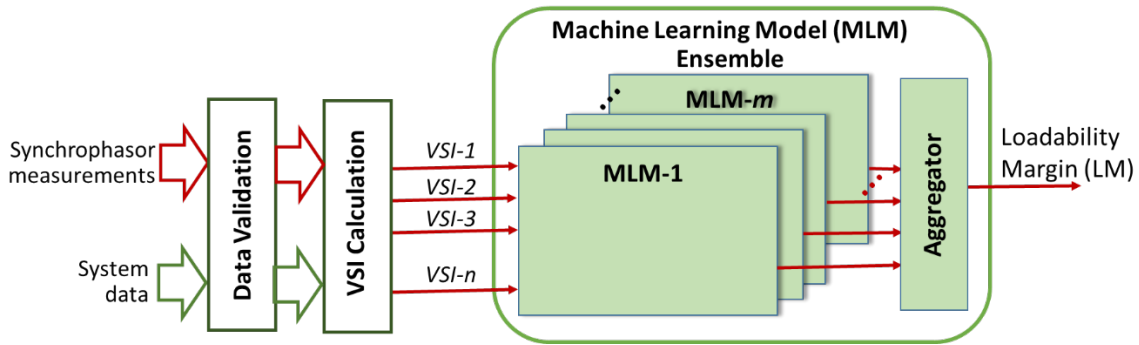 Machine Learning Model (MLM)
Ensemble
Synchrophasor
measurements
System
data
Data Validation
VSI Calculation
VSI-1
VSI-2
VSI-3
VSI-n
MLM-m
MLM-1
Aggregator
Loadability
Margin (LM)